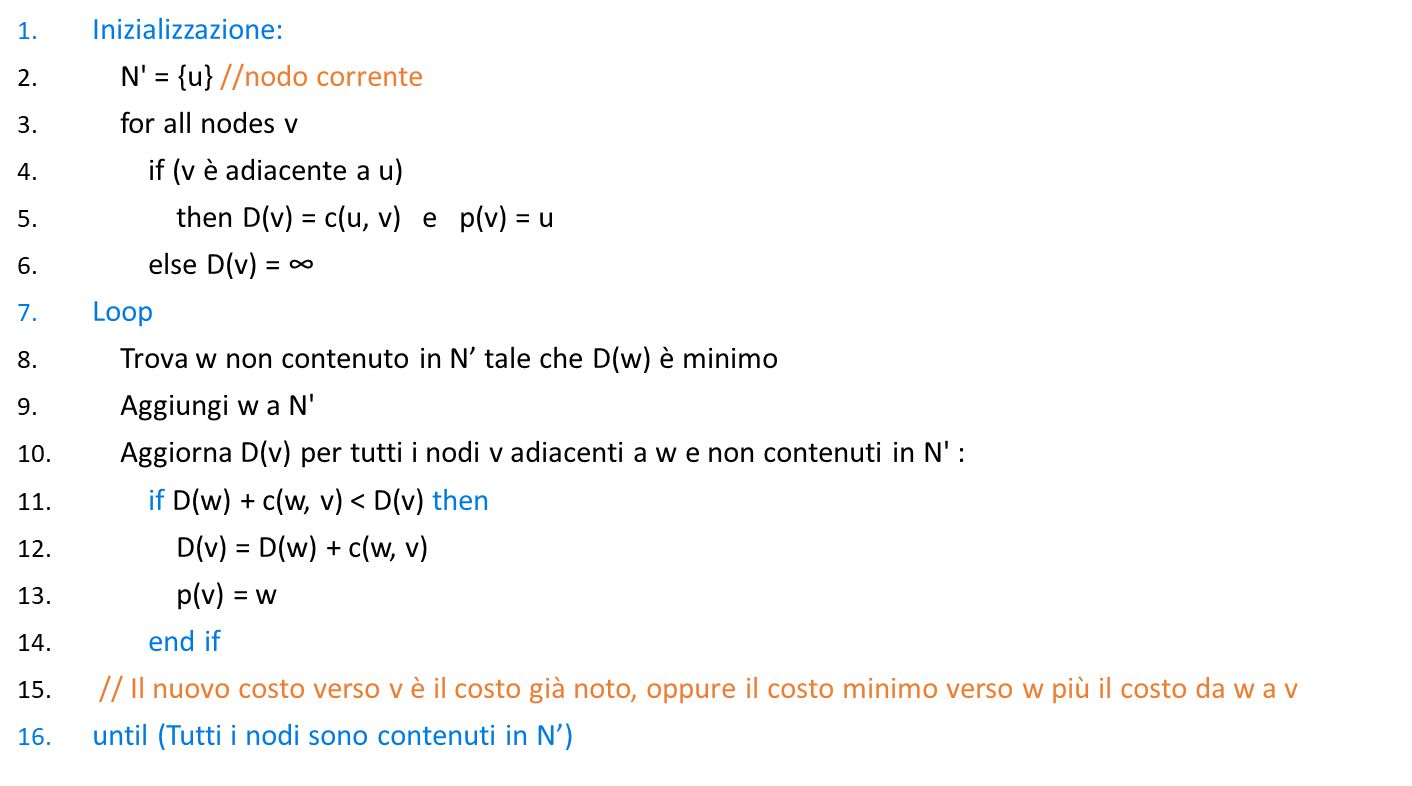 1. Inizializzazione:
2. N' = {u} //nodo corrente
3. for all nodes v
4. if (v è adiacente a u)
5. then D(v) = c(u, v) e p(v) = u
6. else D(v) = ∞
7. Loop
8. Trova w non contenuto in N’ tale che D(w) è minimo
9. Aggiungi w a N'
10. Aggiorna D(v) per tutti i nodi v adiacenti a w e non contenuti in N' :
11. if D(w) + c(w, v) < D(v) then
12. D(v) = D(w) + c(w, v)
13. p(v) = w
14. end if
15. // Il nuovo costo verso v è il costo già noto, oppure il costo minimo verso w più il costo da w a v
16. until (Tutti i nodi sono contenuti in N’)